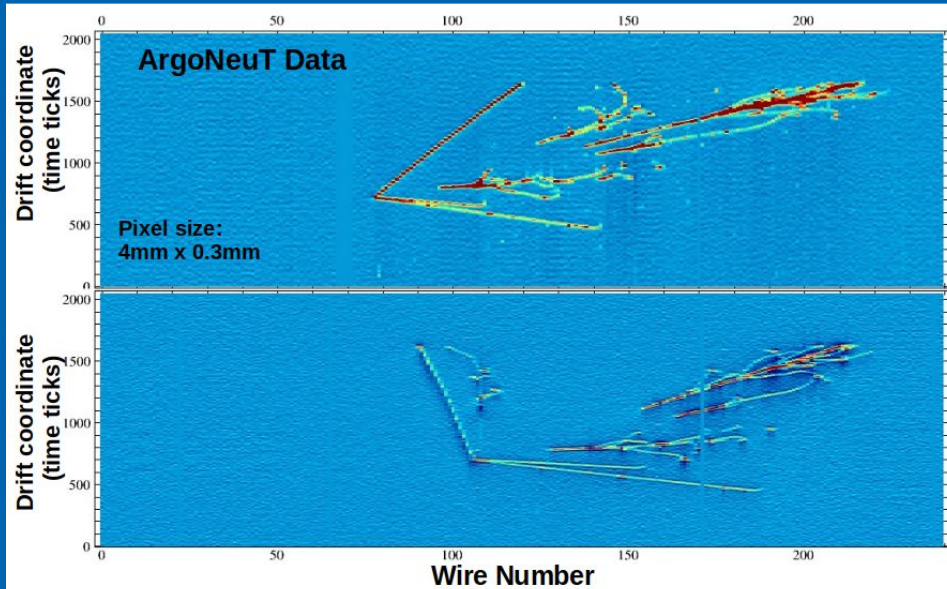 0 50 100 150 200
2000
1500
1000
500
0
Drift coordinate
(time ticks)
ArgoNeuT Data
Pixel size:
4mm x 0.3mm
2000
1500
1000
500
0
Drift coordinate
(time ticks)
0 50 100 150 200
Wire Number